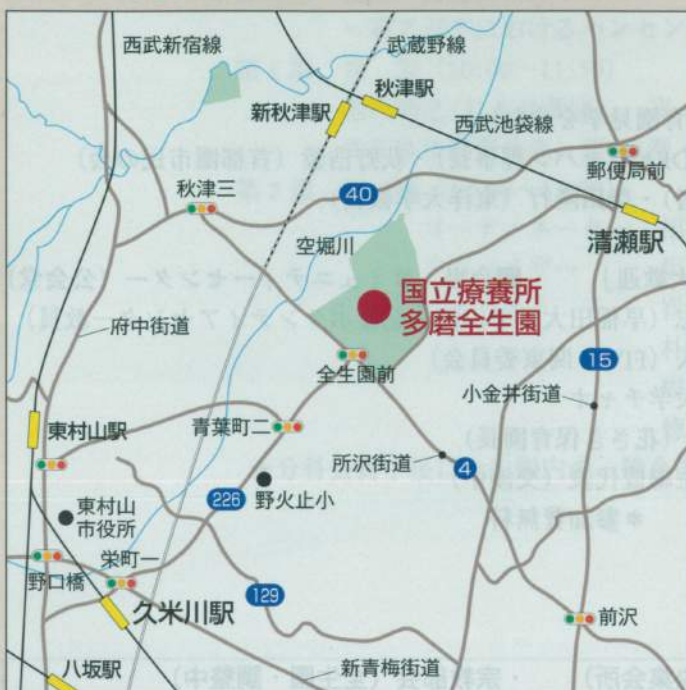 西武新宿線
武蔵野線
秋津駅
新秋津駅
西武池袋線
郵便局前
秋津三
40
清瀬駅
空堀川
国立療養所
多磨全生園
府中街道
15
全生園前
小金井街道
東村山駅
青葉町二
所沢街道
4
226
野火止小
東村山
市役所
栄町一
野口橋
129
久米川駅
前沢
八坂駅
新青梅街道